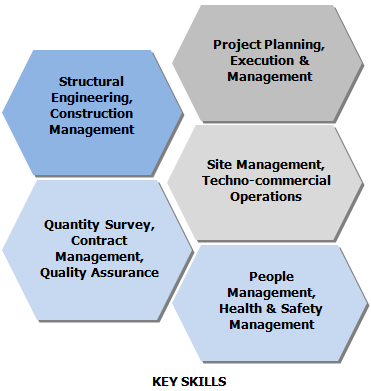 Project Planning,
Execution &
Management
Structural
Engineering,
Construction
Management
Site Management,
Techno-commercial
Operations
Quantity Survey,
Contract
Management,
Quality Assurance
People
Management,
Health & Safety
Management
KEY SKILLS